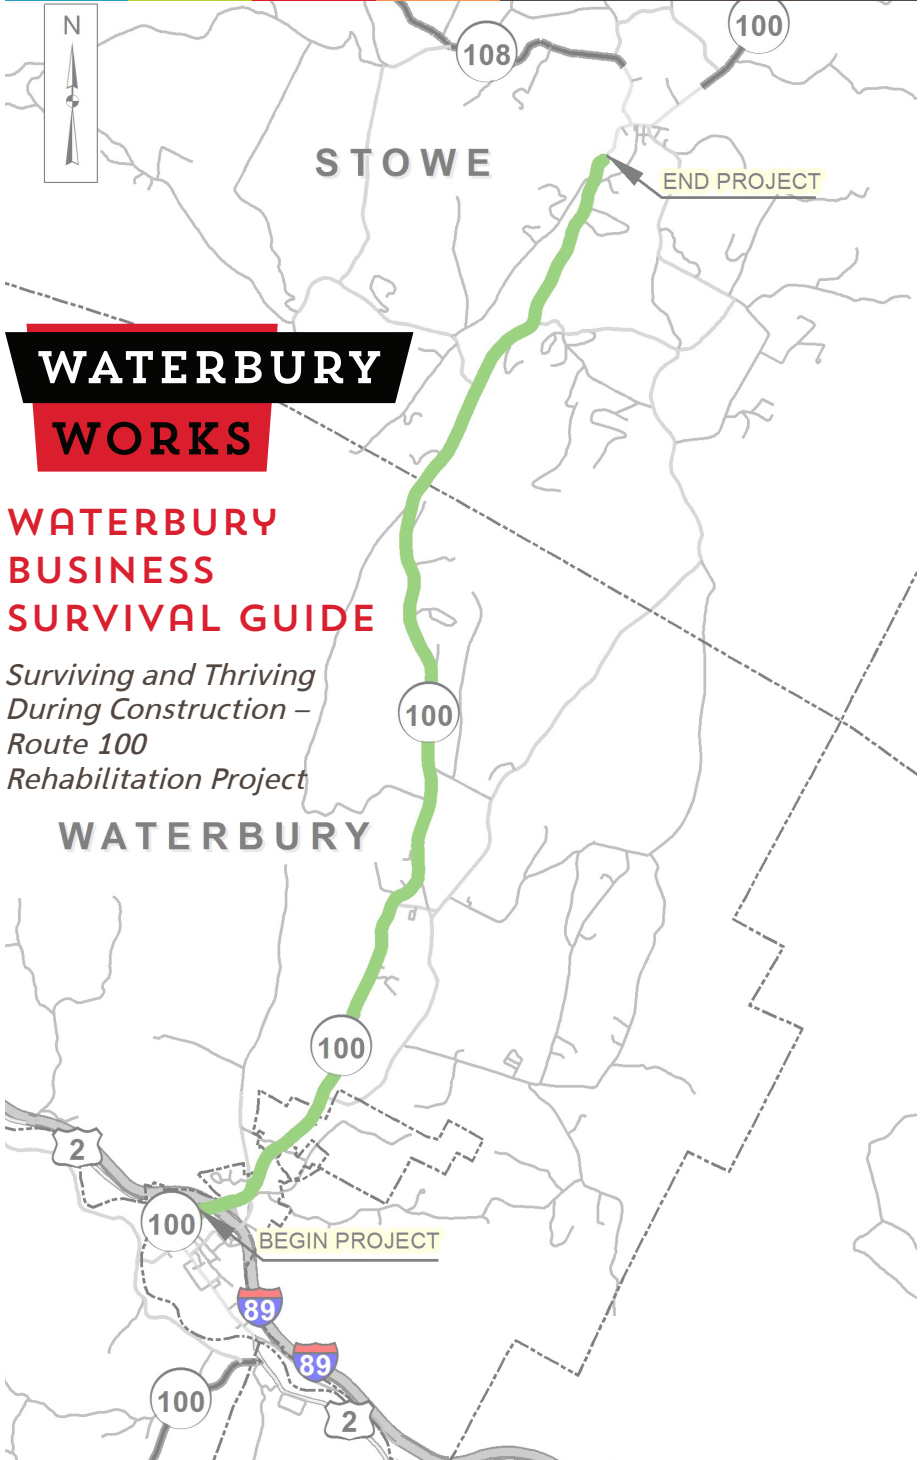 N
100
108
STOWE
END PROJECT
WATERBURY
WORKS
WATERBURY
BUSINESS
SURVIVAL GUIDE
Surviving and Thriving
During Construction –
Route 100
Rehabilitation Project
100
WATERBURY
100
2
100
BEGIN PROJECT
89
89
100
2